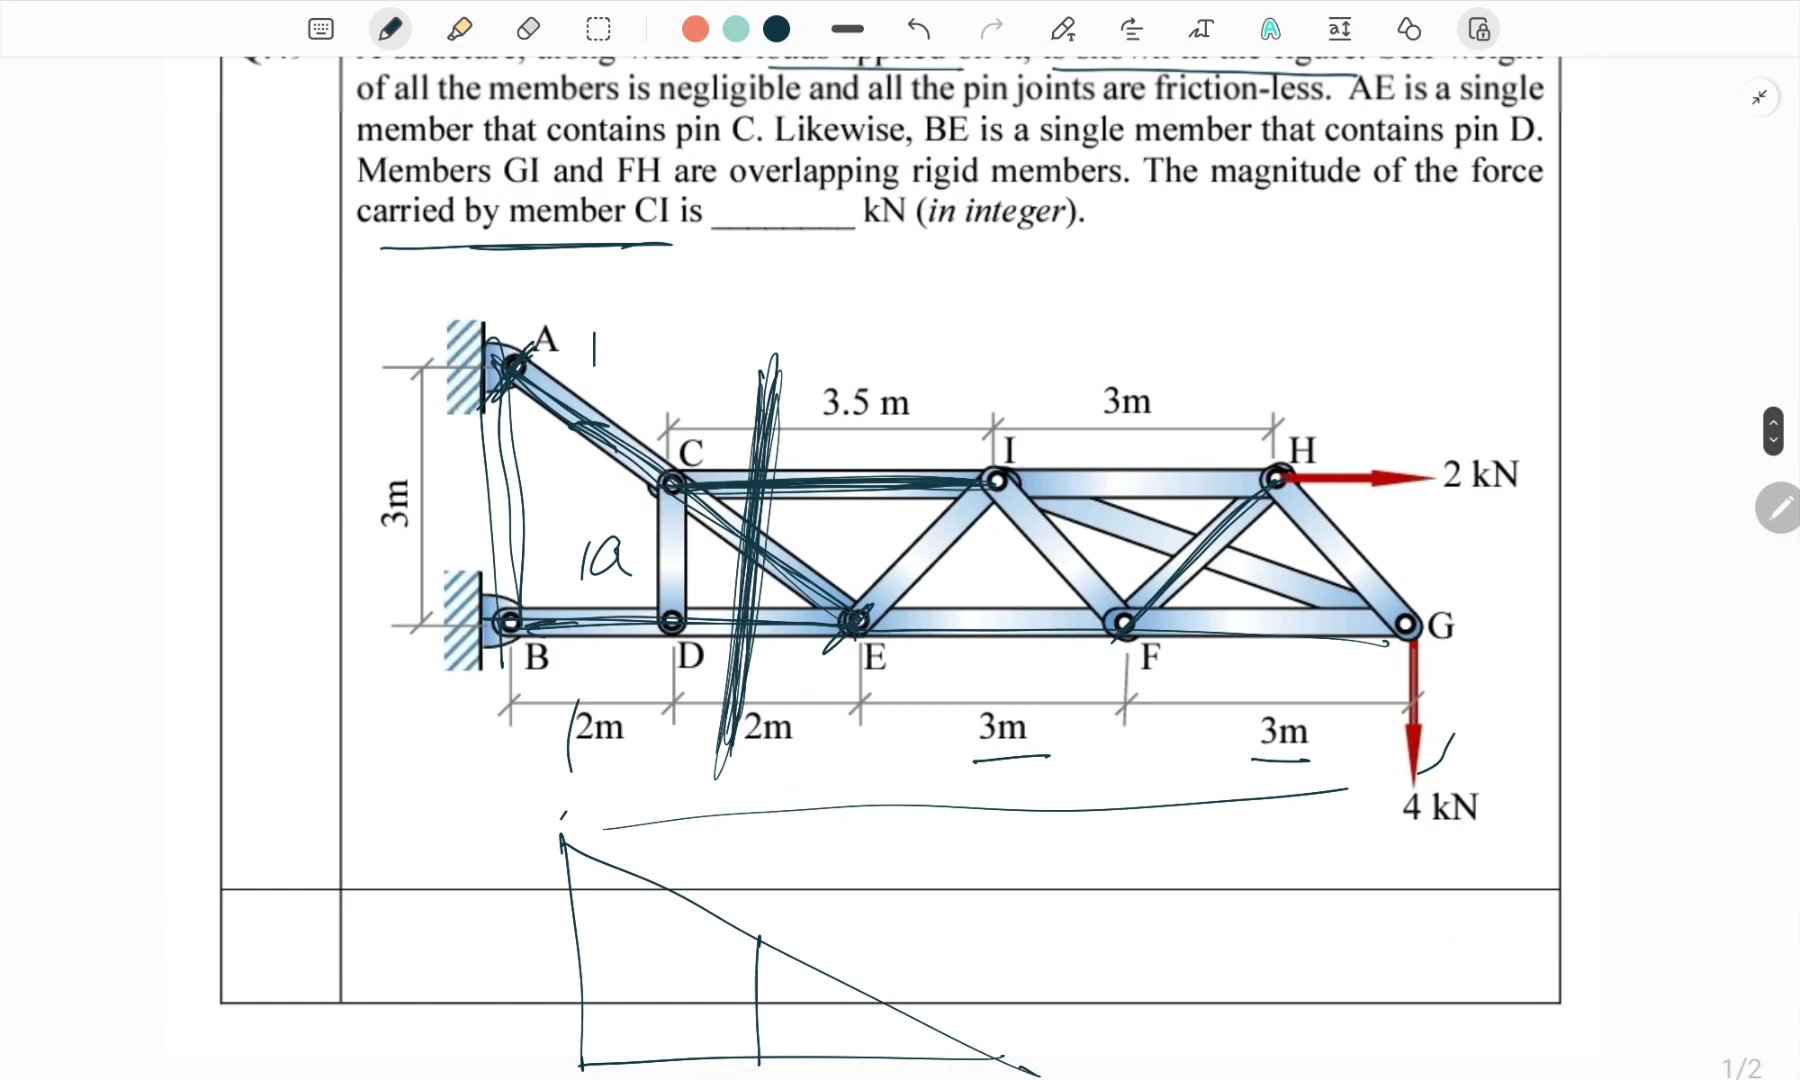 of all the members is negligible and all the pin joints are friction-less. AE is a single
member that contains pin C. Likewise, BE is a single member that contains pin D.
Members GI and FH are overlapping rigid members. The magnitude of the force
carried by member CI is ________ kN (in integer).
A
3.5 m
3m
C
I
H
2 kN
3m
B
D
E
F
G
2m
2m
3m
3m
4 kN
1/2